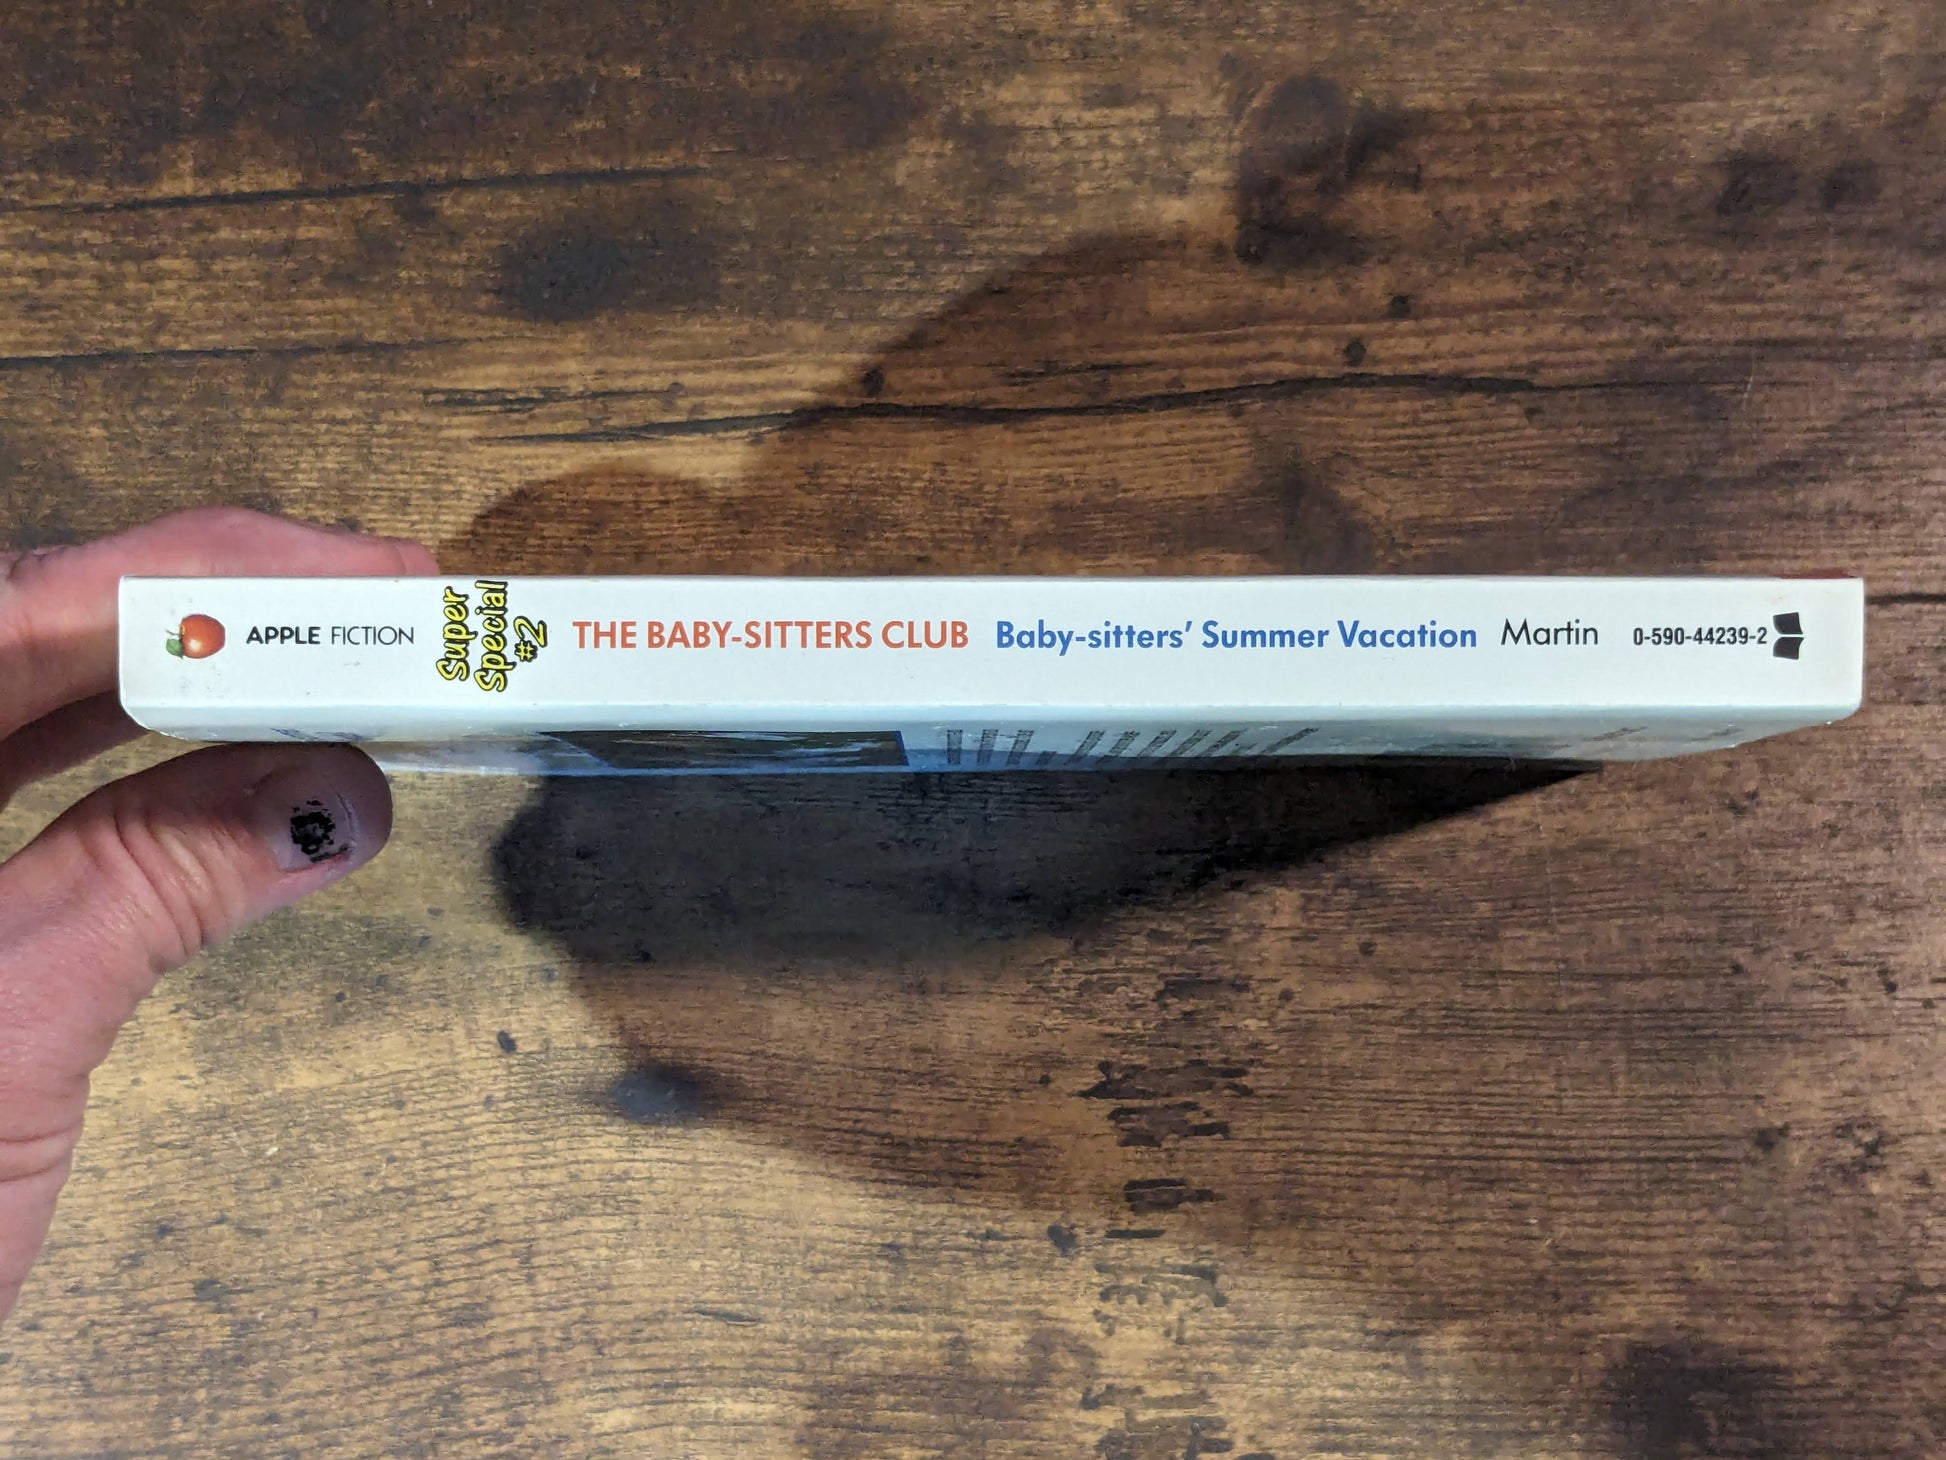 APPLE FICTION
Super
Special
#2
THE BABY-SITTERS CLUB
Baby-sitters' Summer Vacation
Martin
0-590-44239-2